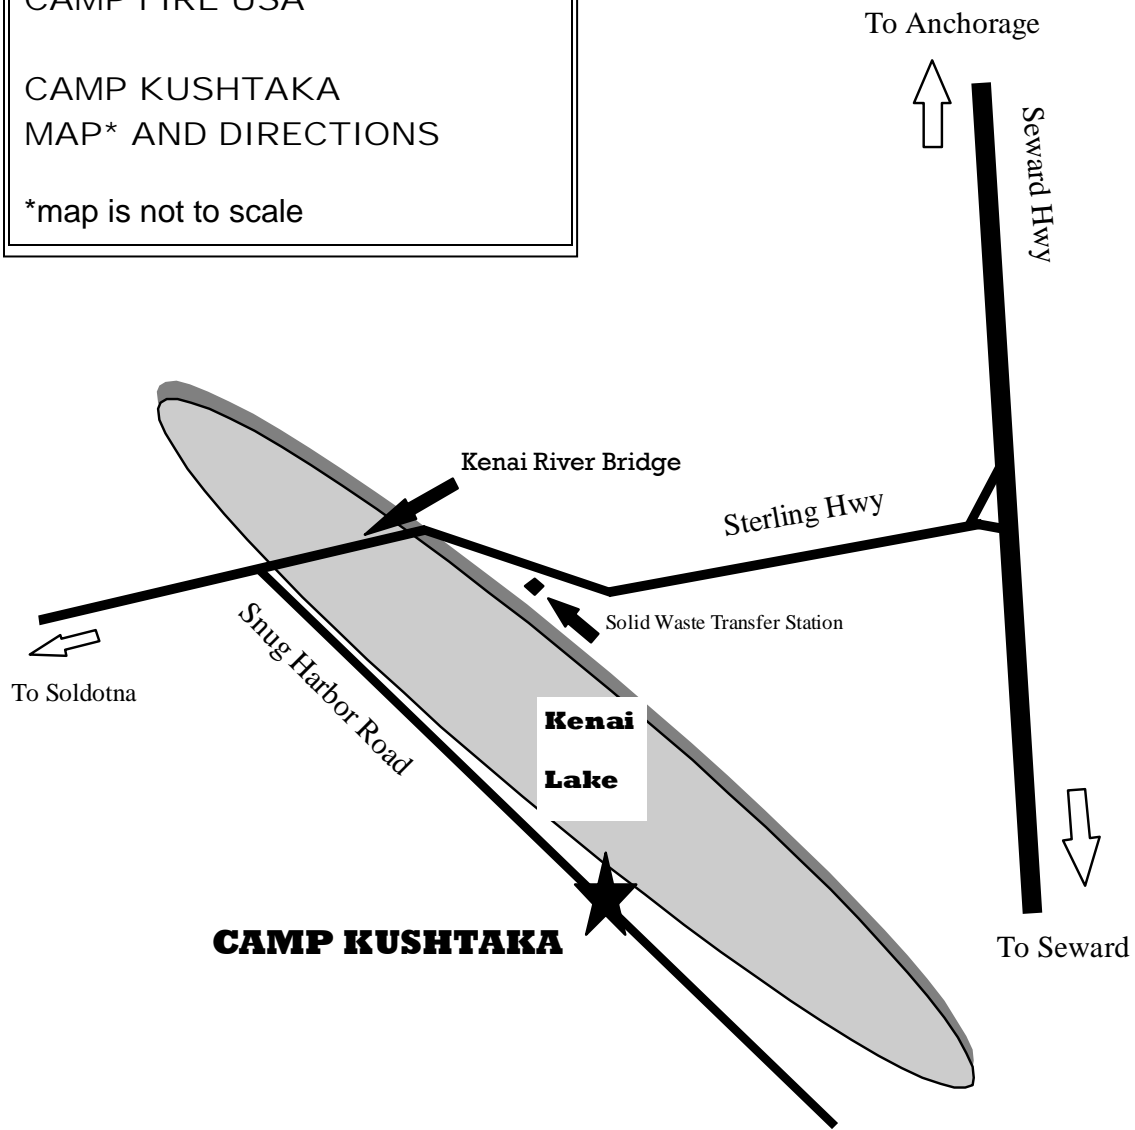 CAMP FIRE USA
CAMP KUSHTAKA
MAP* AND DIRECTIONS
*map is not to scale
To Anchorage
Seward Hwy
Kenai River Bridge
Sterling Hwy
Solid Waste Transfer Station
Snug Harbor Road
To Soldotna
Kenai
Lake
CAMP KUSHTAKA
To Seward